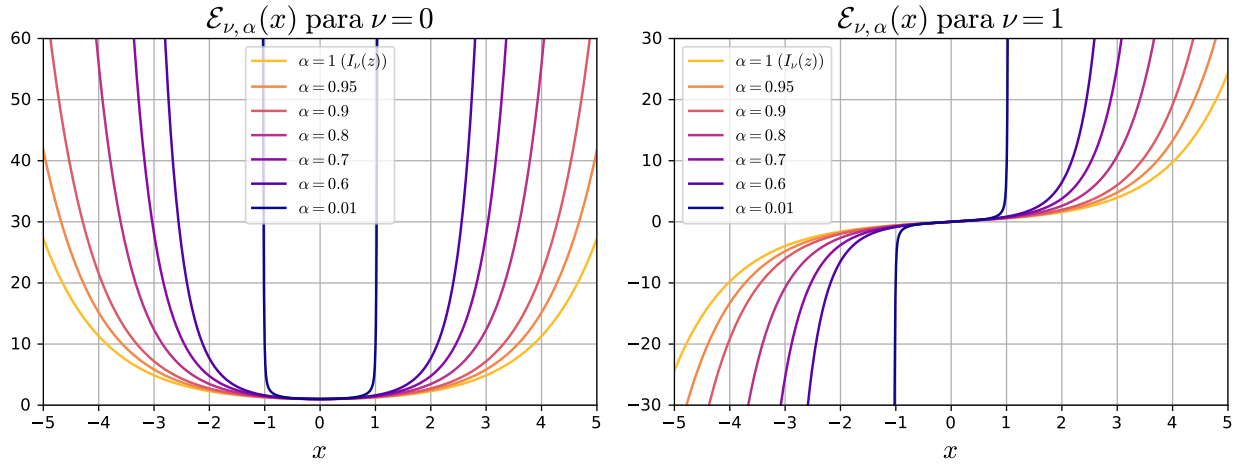 ℰ_{ν, α}(x) para ν = 0
60
50
40
30
20
10
0
α = 1 (I_ν(z))
α = 0.95
α = 0.9
α = 0.8
α = 0.7
α = 0.6
α = 0.01
−5 −4 −3 −2 −1 0 1 2 3 4 5
x
ℰ_{ν, α}(x) para ν = 1
30
20
10
0
−10
−20
−30
α = 1 (I_ν(z))
α = 0.95
α = 0.9
α = 0.8
α = 0.7
α = 0.6
α = 0.01
−5 −4 −3 −2 −1 0 1 2 3 4 5
x